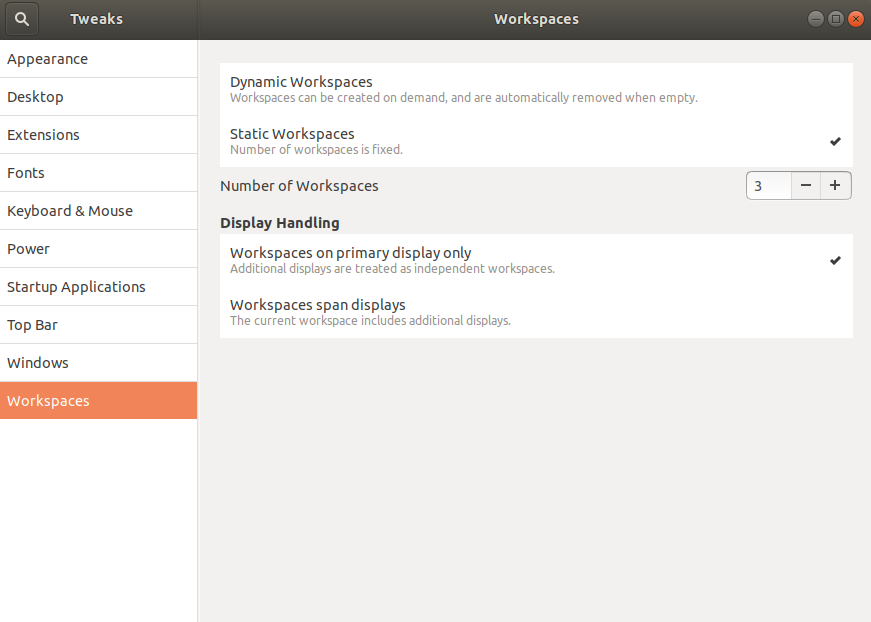 Tweaks
Workspaces
Appearance
Desktop
Extensions
Fonts
Keyboard & Mouse
Power
Startup Applications
Top Bar
Windows
Workspaces
Dynamic Workspaces
Workspaces can be created on demand, and are automatically removed when empty.
Static Workspaces
Number of workspaces is fixed.
Number of Workspaces
3
Display Handling
Workspaces on primary display only
Additional displays are treated as independent workspaces.
Workspaces span displays
The current workspace includes additional displays.